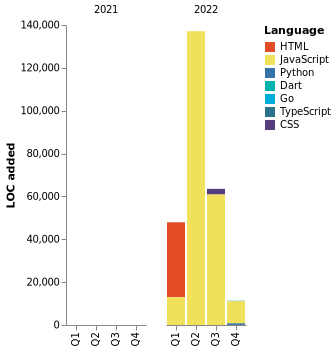 2021
2022
Language
HTML
JavaScript
Python
Dart
Go
TypeScript
CSS
LOC added
140,000
120,000
100,000
80,000
60,000
40,000
20,000
0
Q1 Q2 Q3 Q4
Q1 Q2 Q3 Q4